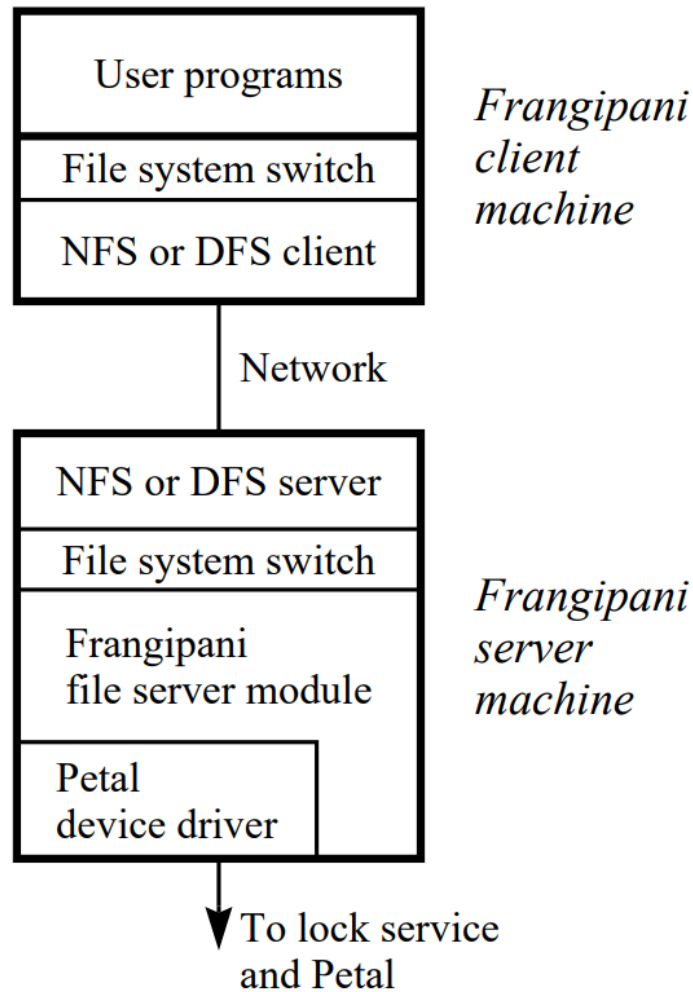 User programs
File system switch
NFS or DFS client
Frangipani
client
machine
Network
NFS or DFS server
File system switch
Frangipani
file server module
Petal
device driver
Frangipani
server
machine
To lock service
and Petal